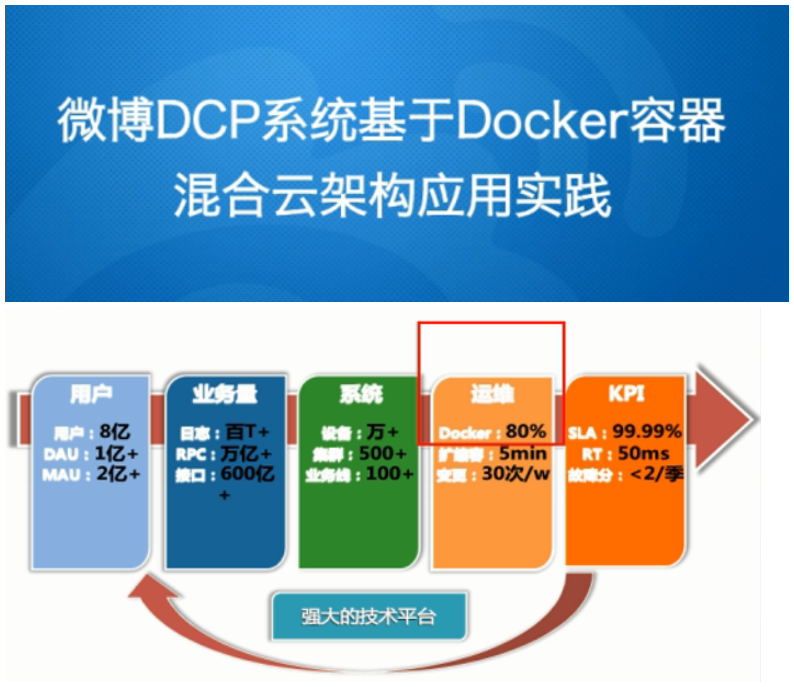 微博DCP系统基于Docker容器
混合云架构应用实践
用户
用户：8亿
DAU：1亿+
MAU：2亿+
业务量
日志：百T+
RPC：万亿+
接口：600亿
+
系统
设备：万+
集群：500+
业务线：100+
运维
Docker：80%
扩缩容：5min
变更：30次/w
KPI
SLA：99.99%
RT：50ms
故障分：<2/季
强大的技术平台